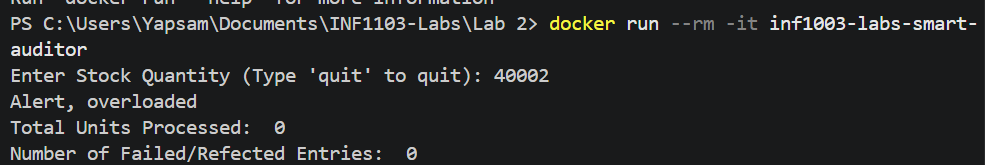 Run 'docker run --help' for more information
PS C:\Users\Yapsam\Documents\INF1103-Labs\Lab 2> docker run --rm -it inf1003-labs-smart-
auditor
Enter Stock Quantity (Type 'quit' to quit): 40002
Alert, overloaded
Total Units Processed:  0
Number of Failed/Refected Entries:  0